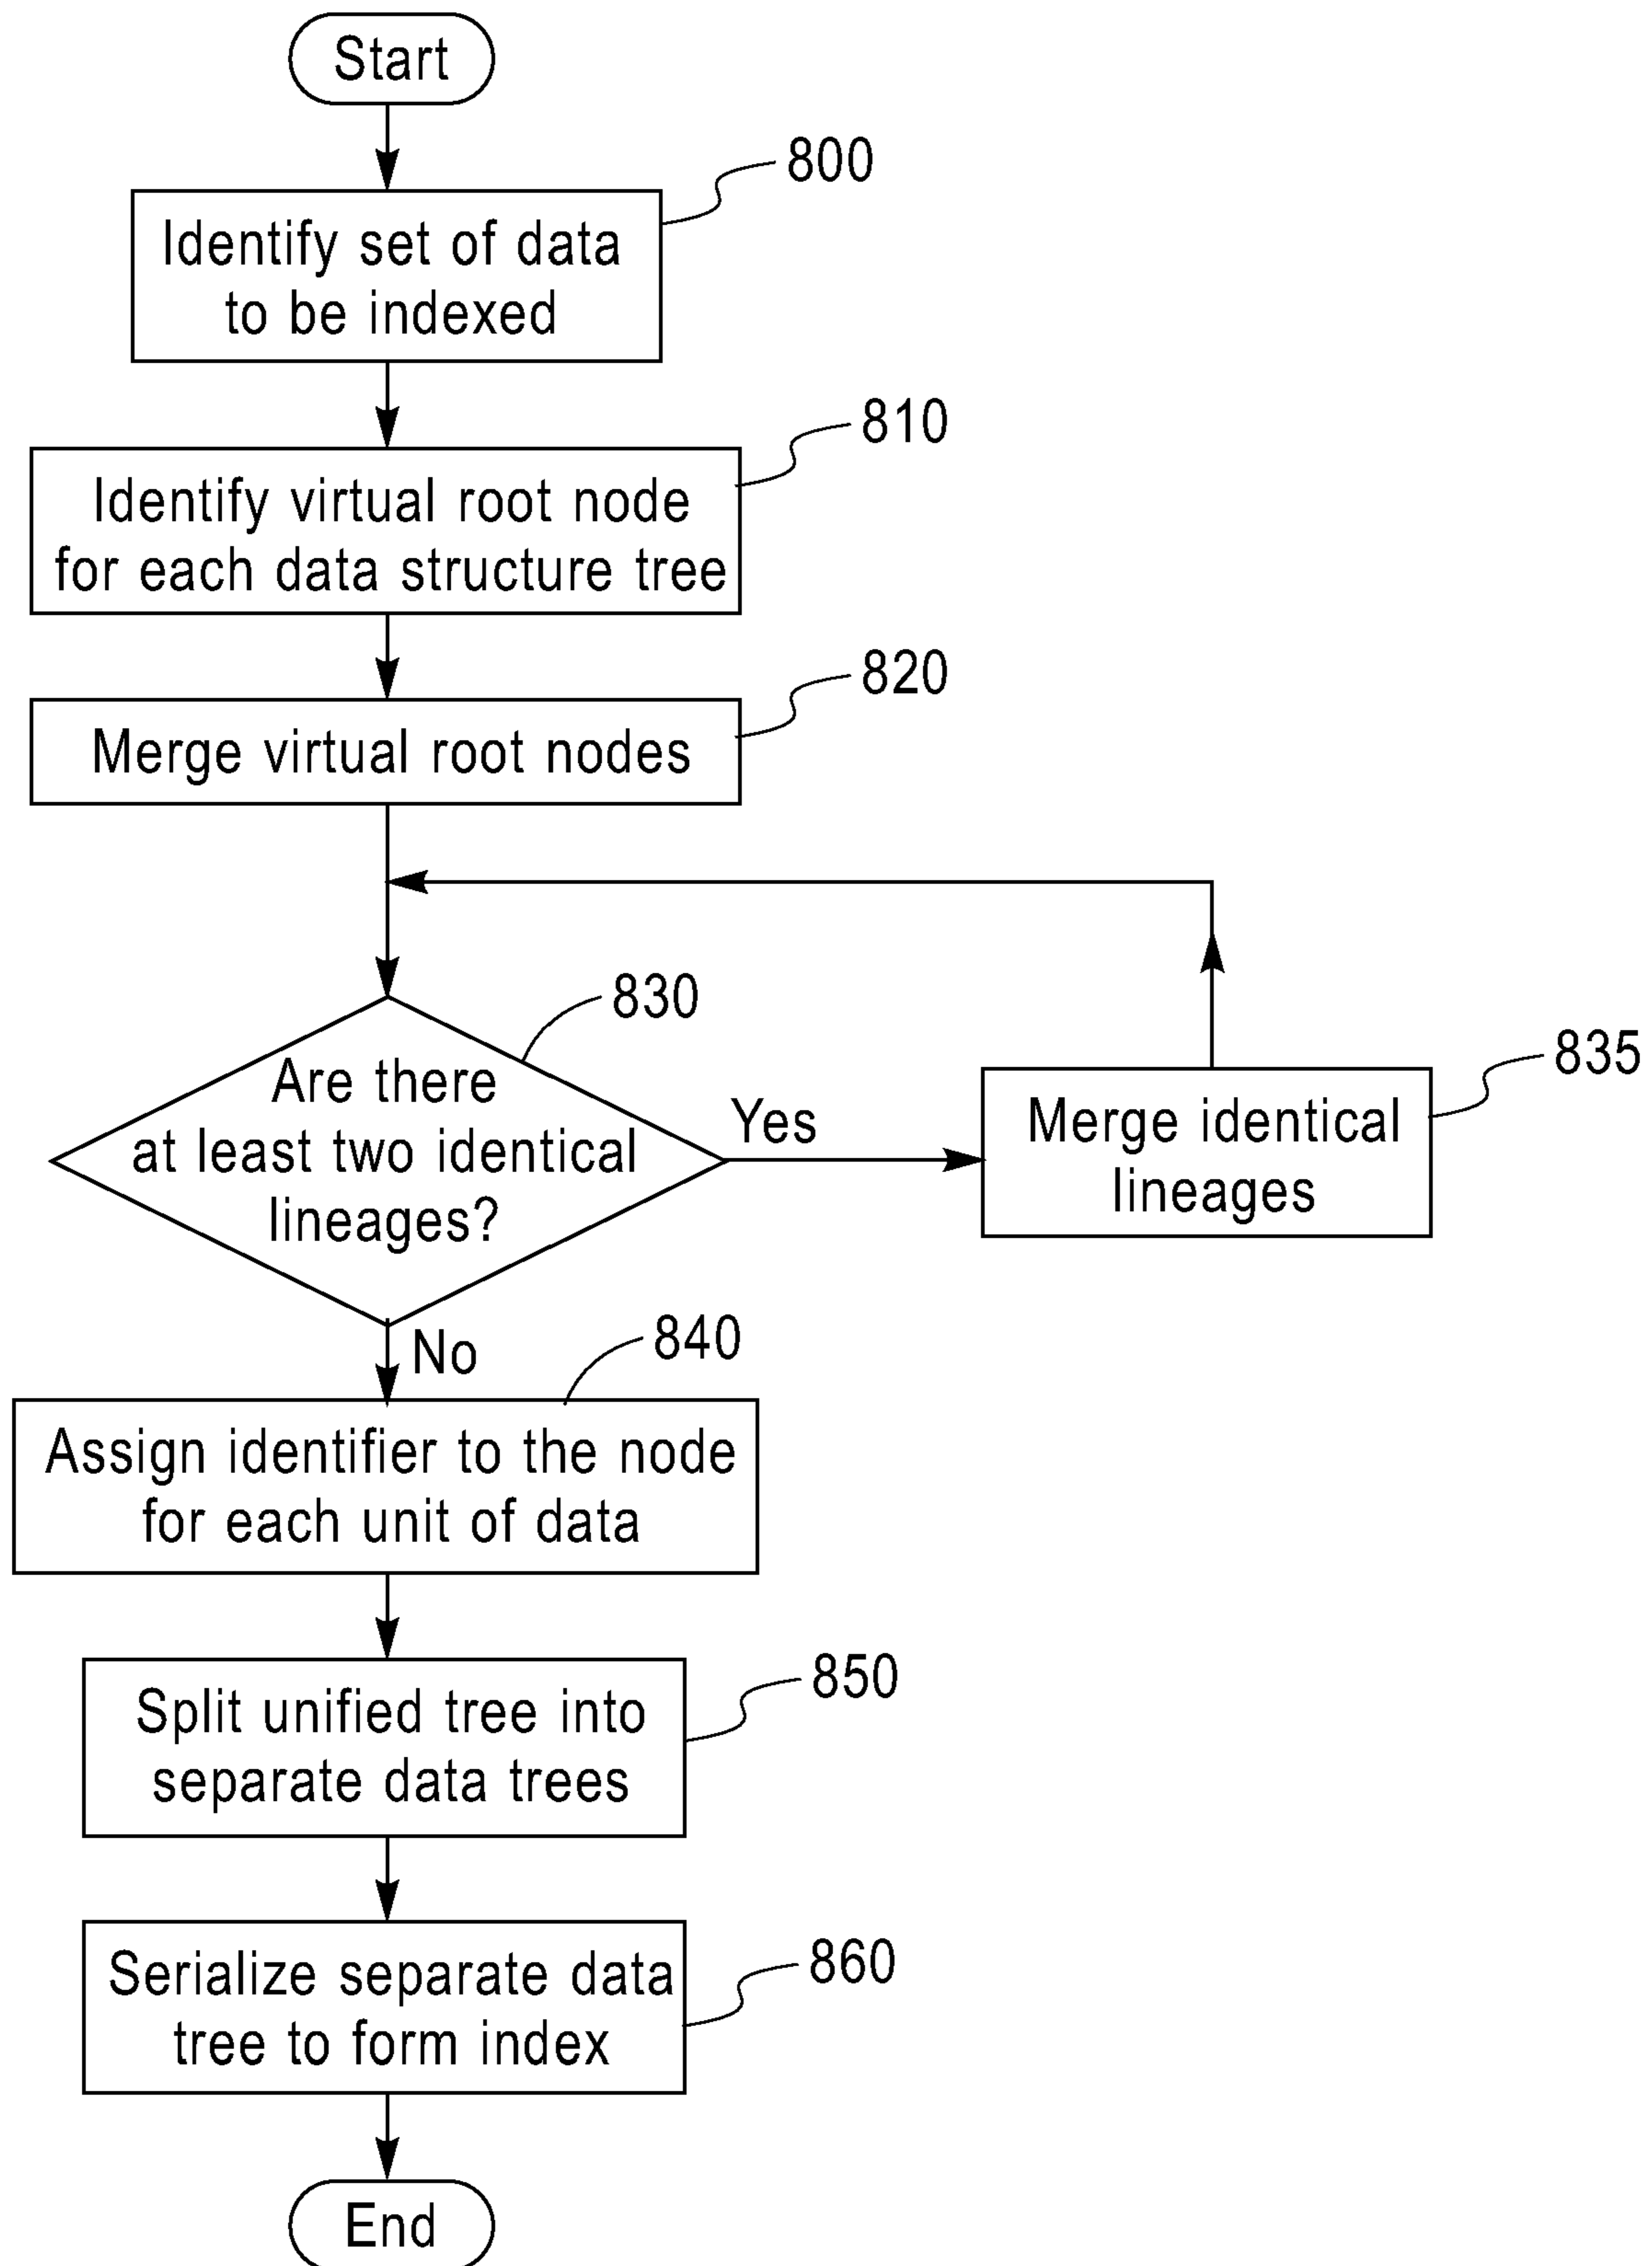 Start
800
Identify set of data
to be indexed
810
Identify virtual root node
for each data structure tree
820
Merge virtual root nodes
830
Are there
at least two identical
lineages?
Yes
835
Merge identical
lineages
No
840
Assign identifier to the node
for each unit of data
850
Split unified tree into
separate data trees
860
Serialize separate data
tree to form index
End